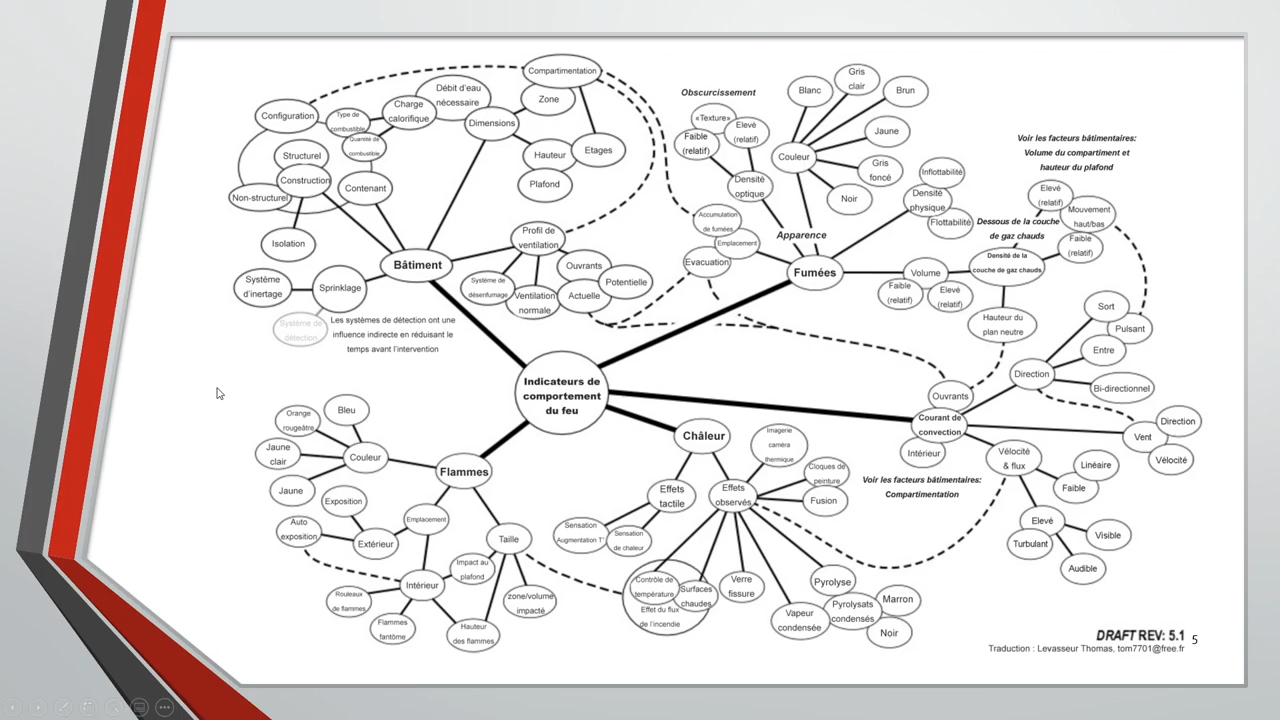 Compartimentation
Débit d'eau
nécessaire
Zone
Configuration
Type de
combustible
Charge
calorifique
Dimensions
Quantité de
combustible
Hauteur
Etages
Plafond
Structurel
Construction
Non-structurel
Contenant
Isolation
Bâtiment
Profil de
ventilation
Ouvrants
Potentielle
Actuelle
Système de
désenfumage
Ventilation
normale
Système
d'inertage
Sprinklage
Système de
détection
Les systèmes de détection ont une
influence indirecte en réduisant le
temps avant l'intervention
Obscurcissement
«Texture»
Faible
(relatif)
Elevé
(relatif)
Densité
optique
Blanc
Gris
clair
Brun
Jaune
Couleur
Gris
foncé
Noir
Inflottabilité
Densité
physique
Flottabilité
Accumulation
de fumées
Emplacement
Evacuation
Apparence
Fumées
Volume
Faible
(relatif)
Elevé
(relatif)
Voir les facteurs bâtimentaires:
Volume du compartiment et
hauteur du plafond
Elevé
(relatif)
Mouvement
haut/bas
Faible
(relatif)
Dessous de la couche
de gaz chauds
Densité de la
couche de gaz chauds
Hauteur du
plan neutre
Sort
Pulsant
Entre
Direction
Bi-directionnel
Indicateurs de
comportement
du feu
Ouvrants
Courant de
convection
Intérieur
Vent
Direction
Vélocité
Vélocité
& flux
Linéaire
Faible
Elevé
Turbulant
Visible
Audible
Voir les facteurs bâtimentaires:
Compartimentation
Châleur
Imagerie
caméra
thermique
Cloques de
peinture
Fusion
Effets
observés
Effets
tactile
Sensation
Augmentation T°
Sensation
de chaleur
Contrôle de
température
Surfaces
chaudes
Effet du flux
de l'incendie
Verre
fissure
Vapeur
condensée
Pyrolyse
Pyrolysats
condensés
Marron
Noir
Flammes
Orange
rougeâtre
Bleu
Jaune
clair
Couleur
Jaune
Exposition
Auto
exposition
Extérieur
Emplacement
Taille
Intérieur
Impact au
plafond
zone/volume
impacté
Rouleaux
de flammes
Flammes
fantôme
Hauteur
des flammes
DRAFT REV: 5.1
5
Traduction : Levasseur Thomas, tom7701@free.fr